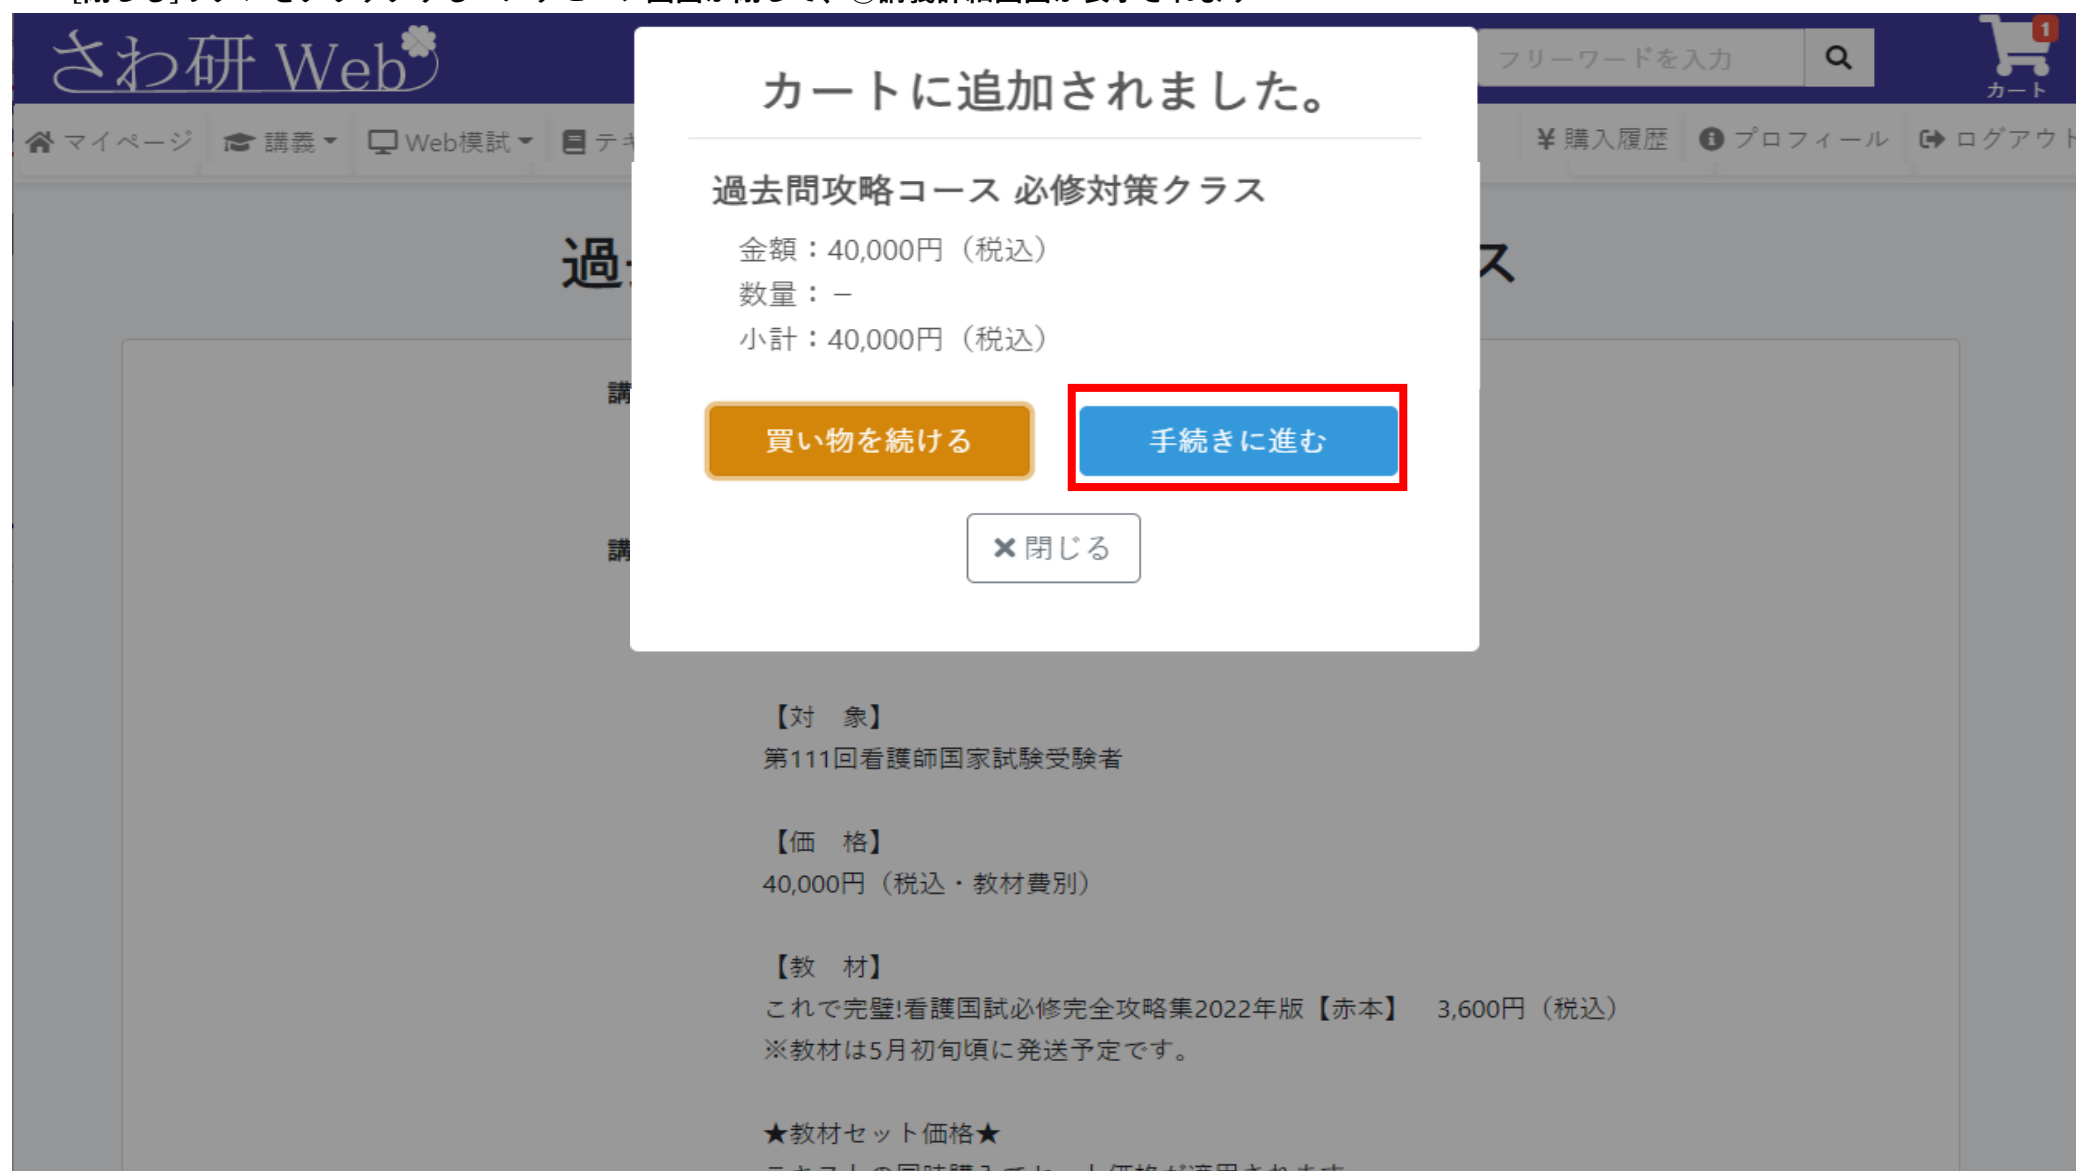 さわ研 Web
フリーワードを入力
1
カート
マイページ 講義 Web模試 テキ
¥購入履歴 プロフィール ログアウト
カートに追加されました。
過去問攻略コース 必修対策クラス
金額：40,000円（税込）
数量：－
小計：40,000円（税込）
買い物を続ける 手続きに進む
×閉じる
過 ス
講
講
【対　象】
第111回看護師国家試験受験者
【価　格】
40,000円（税込・教材費別）
【教　材】
これで完璧!看護国試必修完全攻略集2022年版【赤本】　3,600円（税込）
※教材は5月初旬頃に発送予定です。
★教材セット価格★